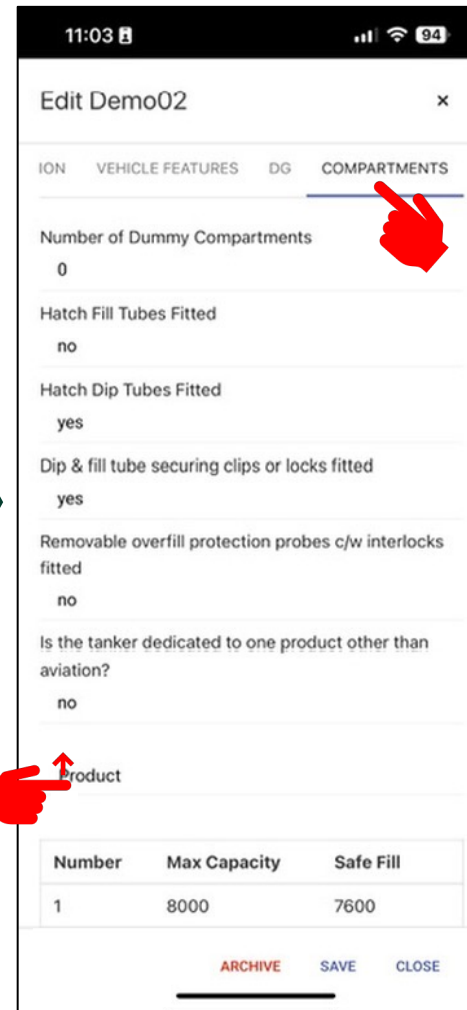 11:03
94
Edit Demo02 ×
ION VEHICLE FEATURES DG COMPARTMENTS
Number of Dummy Compartments
0
Hatch Fill Tubes Fitted
no
Hatch Dip Tubes Fitted
yes
Dip & fill tube securing clips or locks fitted
yes
Removable overfill protection probes c/w interlocks
fitted
no
Is the tanker dedicated to one product other than
aviation?
no
Product
Number Max Capacity Safe Fill
1 8000 7600
ARCHIVE SAVE CLOSE